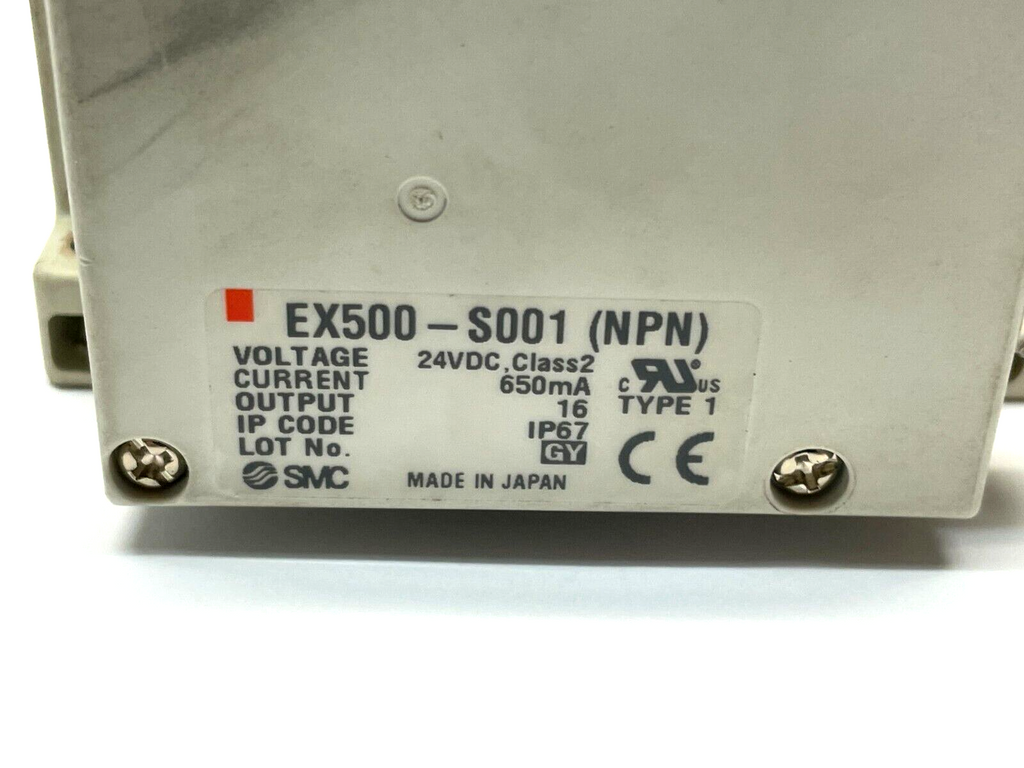 EX500-S001 (NPN)
VOLTAGE 24VDC, Class2
CURRENT 650mA
OUTPUT 16
IP CODE IP67
LOT No. GY
C RU US
TYPE 1
CE
SMC MADE IN JAPAN